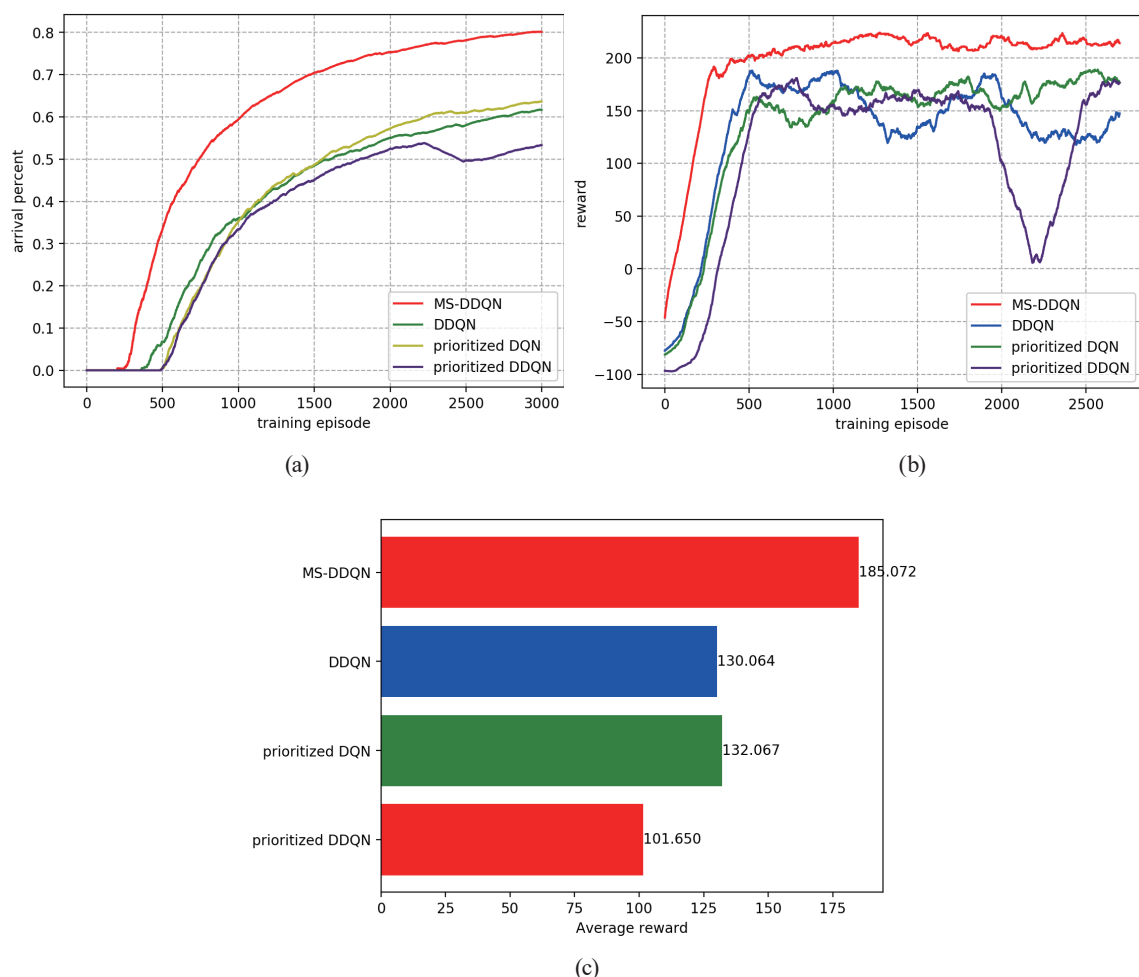 0.8
0.7
0.6
0.5
0.4
0.3
0.2
0.1
0.0
arrival percent
MS-DDQN
DDQN
prioritized DQN
prioritized DDQN
0 500 1000 1500 2000 2500 3000
training episode
(a)
200
150
100
50
0
−50
−100
reward
MS-DDQN
DDQN
prioritized DQN
prioritized DDQN
0 500 1000 1500 2000 2500
training episode
(b)
MS-DDQN 185.072
DDQN 130.064
prioritized DQN 132.067
prioritized DDQN 101.650
0 25 50 75 100 125 150 175
Average reward
(c)